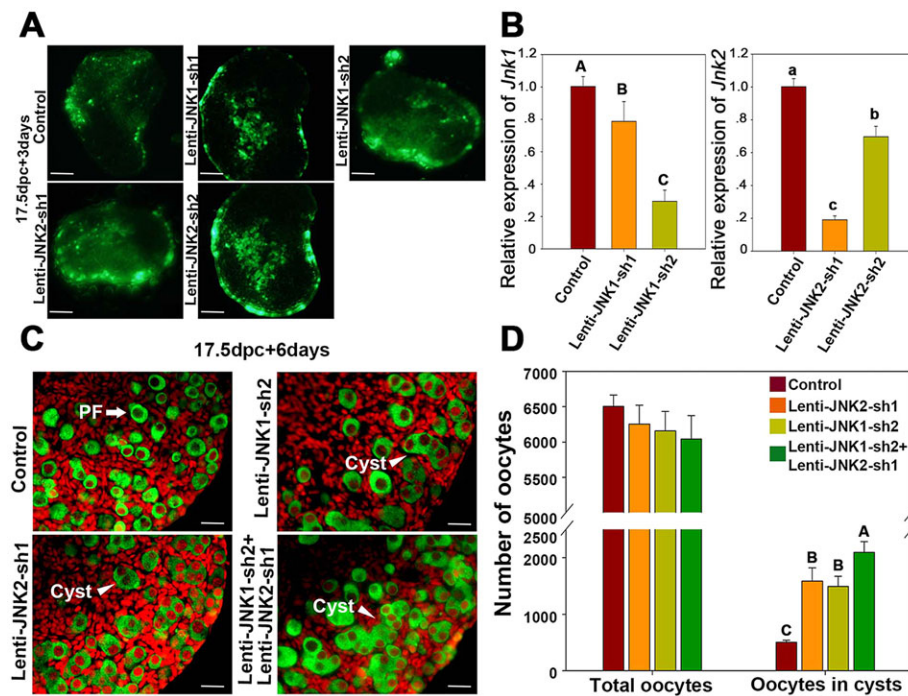 A
17.5dpc+3days
Control
Lenti-JNK1-sh1
Lenti-JNK1-sh2
Lenti-JNK2-sh1
Lenti-JNK2-sh2
B
Relative expression of Jnk1
1.2
1.0
.8
.6
.4
.2
0
A
B
C
Control
Lenti-JNK1-sh1
Lenti-JNK1-sh2
Relative expression of Jnk2
1.2
1.0
.8
.6
.4
.2
0
a
c
b
Control
Lenti-JNK2-sh1
Lenti-JNK2-sh2
C
17.5dpc+6days
Control
PF
Lenti-JNK1-sh2
Cyst
Lenti-JNK2-sh1
Cyst
Lenti-JNK1-sh2+
Lenti-JNK2-sh1
Cyst
D
Number of oocytes
7000
6500
6000
5500
5000
2500
2000
1000
0
Control
Lenti-JNK2-sh1
Lenti-JNK1-sh2
Lenti-JNK1-sh2+
Lenti-JNK2-sh1
C
B
B
A
Total oocytes
Oocytes in cysts